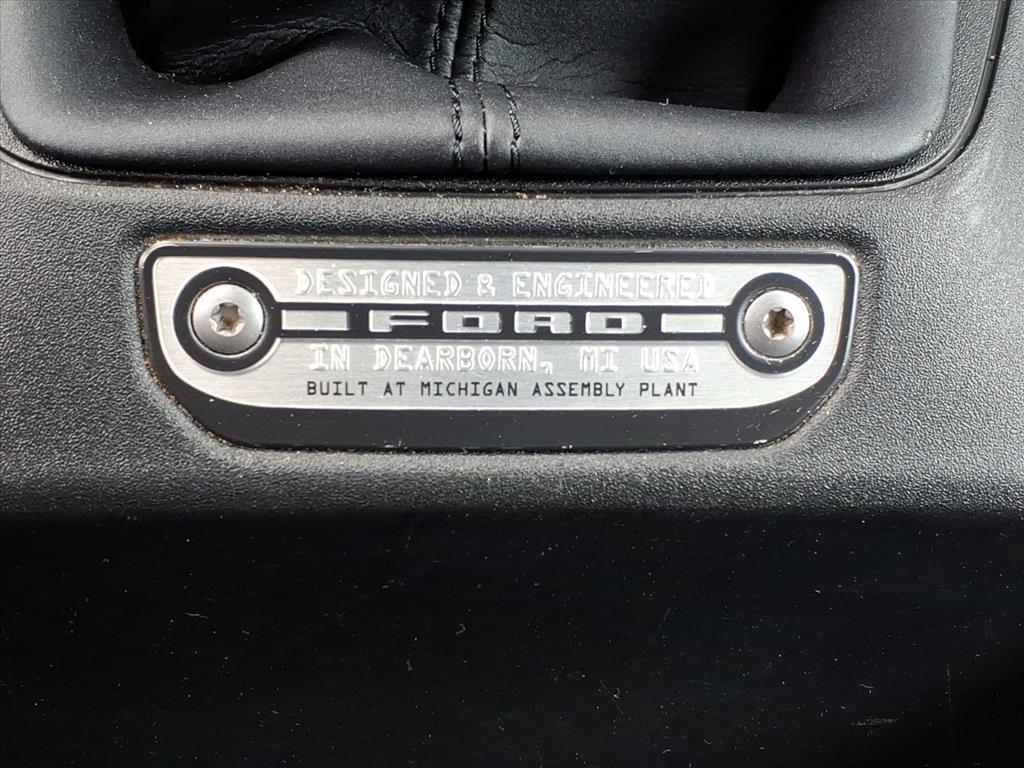 DESIGNED & ENGINEERED
FORD
IN DEARBORN, MI USA
BUILT AT MICHIGAN ASSEMBLY PLANT